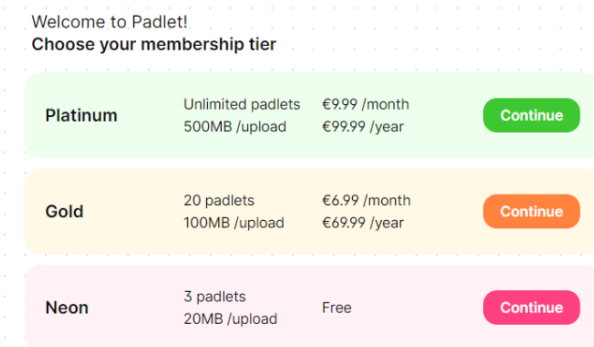 Welcome to Padlet!
Choose your membership tier
Platinum
Unlimited padlets
500MB /upload
€9.99 /month
€99.99 /year
Continue
Gold
20 padlets
100MB /upload
€6.99 /month
€69.99 /year
Continue
Neon
3 padlets
20MB /upload
Free
Continue